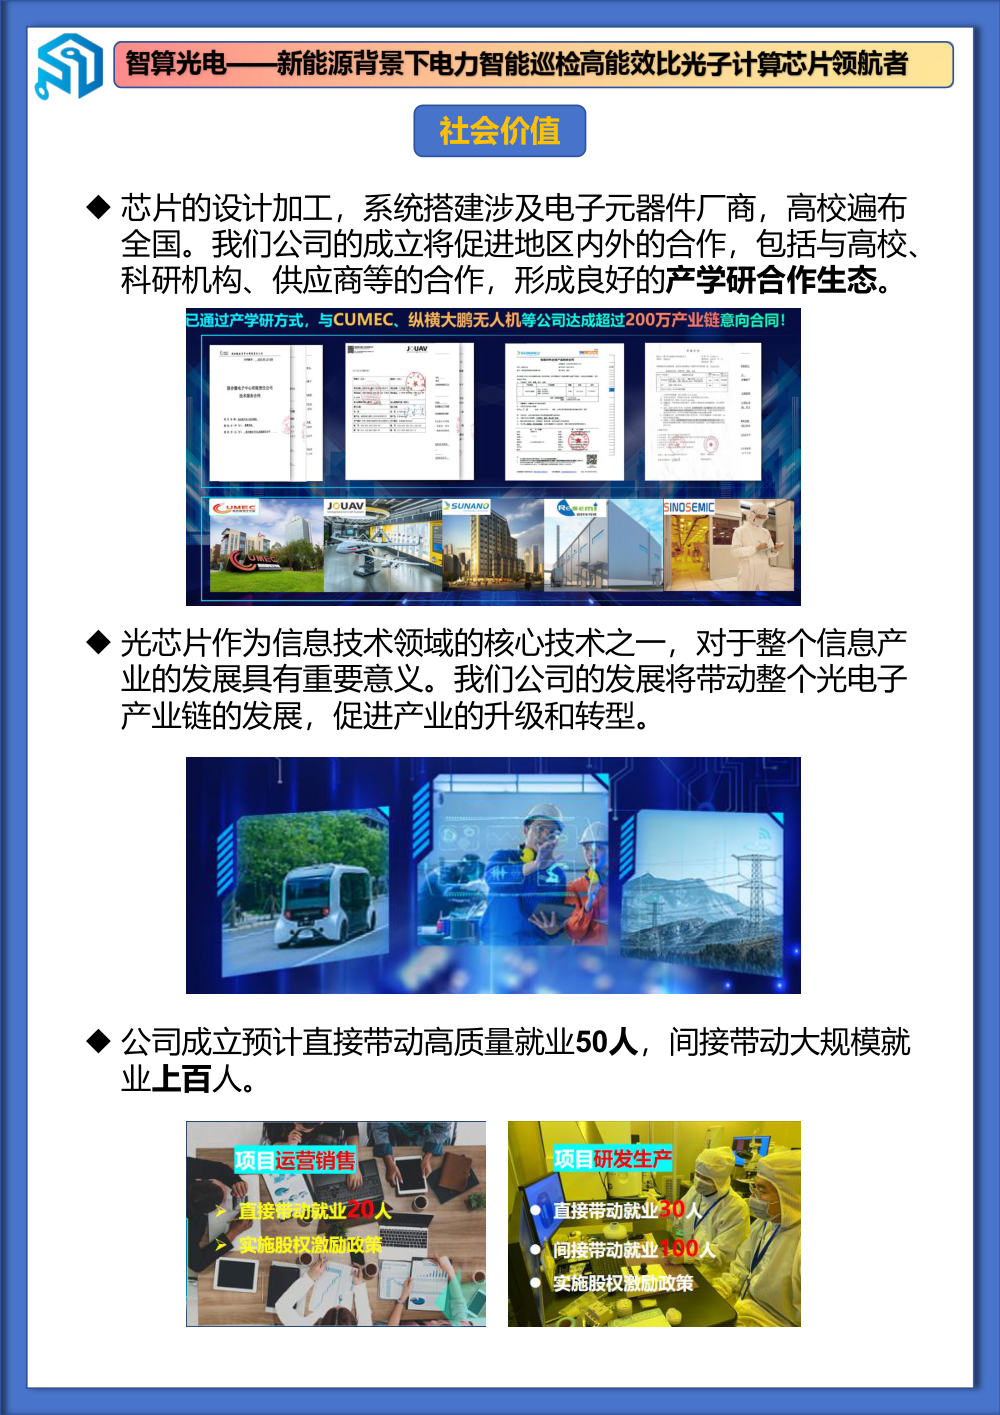 智算光电——新能源背景下电力智能巡检高能效比光子计算芯片领航者
社会价值
◆ 芯片的设计加工，系统搭建涉及电子元器件厂商，高校遍布
全国。我们公司的成立将促进地区内外的合作，包括与高校、
科研机构、供应商等的合作，形成良好的产学研合作生态。
已通过产学研方式，与CUMEC、纵横大鹏无人机等公司达成超过200万产业链意向合同！
JOUAV
技术服务合同
CUMEC
JOUAV
SUNANO
Resemi
SINOSEMIC
CUMEC
◆ 光芯片作为信息技术领域的核心技术之一，对于整个信息产
业的发展具有重要意义。我们公司的发展将带动整个光电子
产业链的发展，促进产业的升级和转型。
◆ 公司成立预计直接带动高质量就业50人，间接带动大规模就
业上百人。
项目运营销售
➢ 直接带动就业20人
➢ 实施股权激励政策
项目研发生产
● 直接带动就业30人
● 间接带动就业100人
● 实施股权激励政策